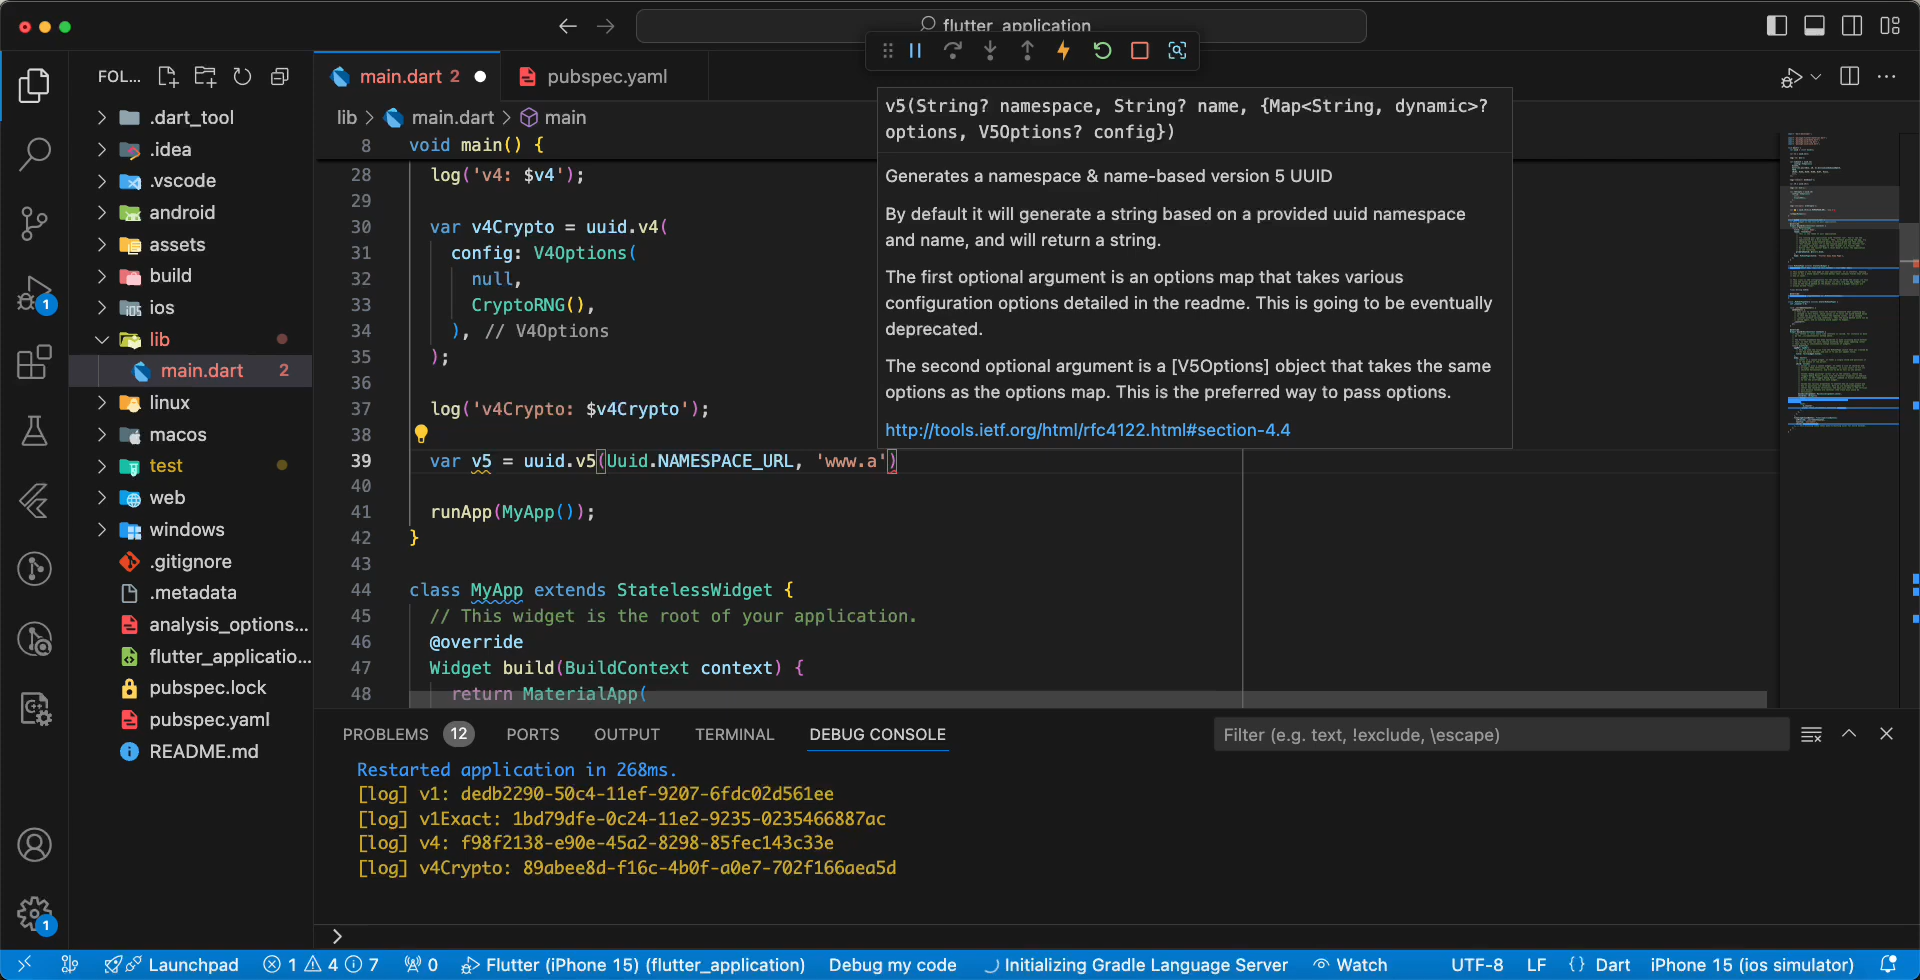 flutter_application
FOL...
main.dart 2
pubspec.yaml
.dart_tool
.idea
.vscode
android
assets
build
ios
lib
main.dart 2
linux
macos
test
web
windows
.gitignore
.metadata
analysis_options...
flutter_applicatio...
pubspec.lock
pubspec.yaml
README.md
1
1
lib > main.dart > main
8 void main() {
28 log('v4: $v4');
29
30 var v4Crypto = uuid.v4(
31 config: V4Options(
32 null,
33 CryptoRNG(),
34 ), // V4Options
35 );
36
37 log('v4Crypto: $v4Crypto');
38
39 var v5 = uuid.v5(Uuid.NAMESPACE_URL, 'www.a')
40
41 runApp(MyApp());
42 }
43
44 class MyApp extends StatelessWidget {
45 // This widget is the root of your application.
46 @override
47 Widget build(BuildContext context) {
48 return MaterialApp(
v5(String? namespace, String? name, {Map<String, dynamic>?
options, V5Options? config})
Generates a namespace & name-based version 5 UUID
By default it will generate a string based on a provided uuid namespace
and name, and will return a string.
The first optional argument is an options map that takes various
configuration options detailed in the readme. This is going to be eventually
deprecated.
The second optional argument is a [V5Options] object that takes the same
options as the options map. This is the preferred way to pass options.
http://tools.ietf.org/html/rfc4122.html#section-4.4
PROBLEMS 12 PORTS OUTPUT TERMINAL DEBUG CONSOLE
Filter (e.g. text, !exclude, \escape)
Restarted application in 268ms.
[log] v1: dedb2290-50c4-11ef-9207-6fdc02d561ee
[log] v1Exact: 1bd79dfe-0c24-11e2-9235-0235466887ac
[log] v4: f98f2138-e90e-45a2-8298-85fec143c33e
[log] v4Crypto: 89abee8d-f16c-4b0f-a0e7-702f166aea5d
>
Launchpad 1 4 7 0 Flutter (iPhone 15) (flutter_application) Debug my code Initializing Gradle Language Server Watch UTF-8 LF {} Dart iPhone 15 (ios simulator)